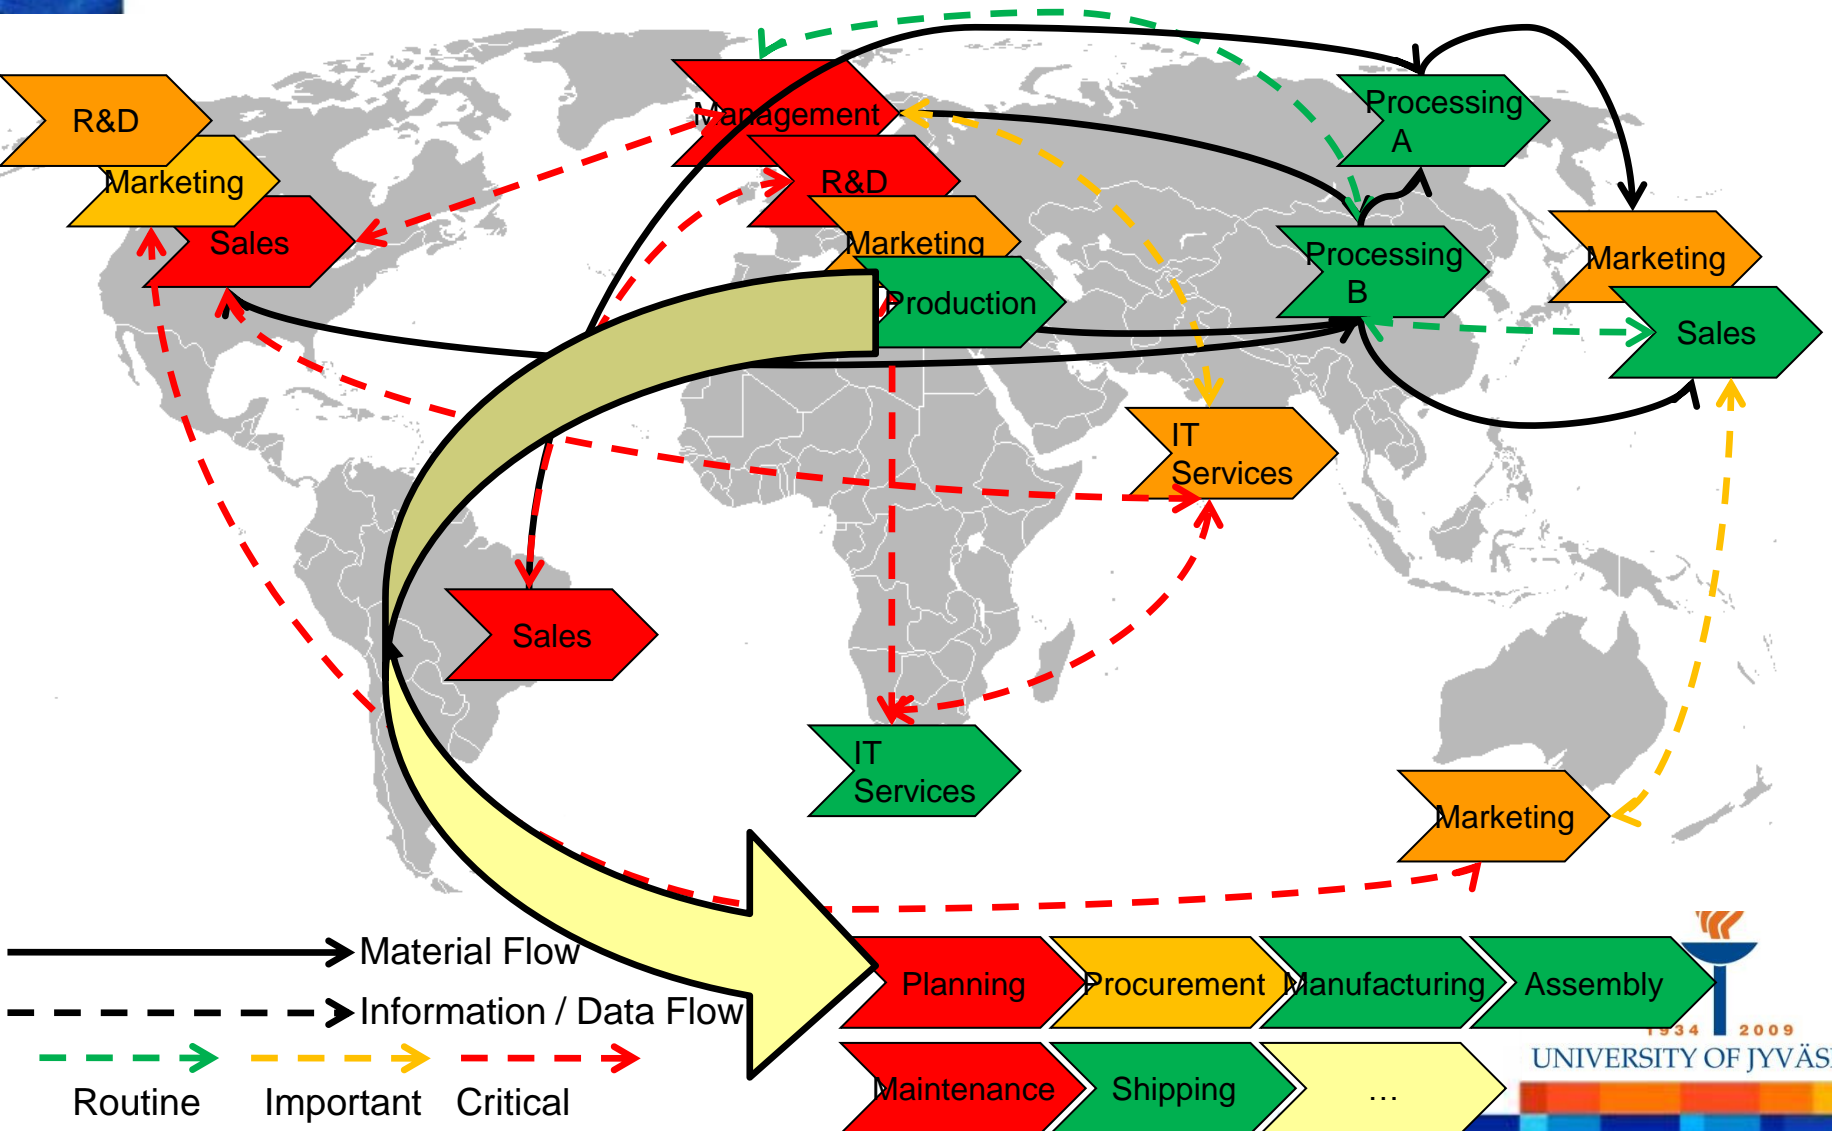 Management
Processing
A
R&D
R&D
Marketing
Sales
Marketing
Production
Processing
B
Marketing
Sales
IT
Services
Sales
IT
Services
Marketing
Material Flow
Information / Data Flow
Routine
Important
Critical
Planning
Procurement
Manufacturing
Assembly
Maintenance
Shipping
...
1934 2009
UNIVERSITY OF JYVÄS